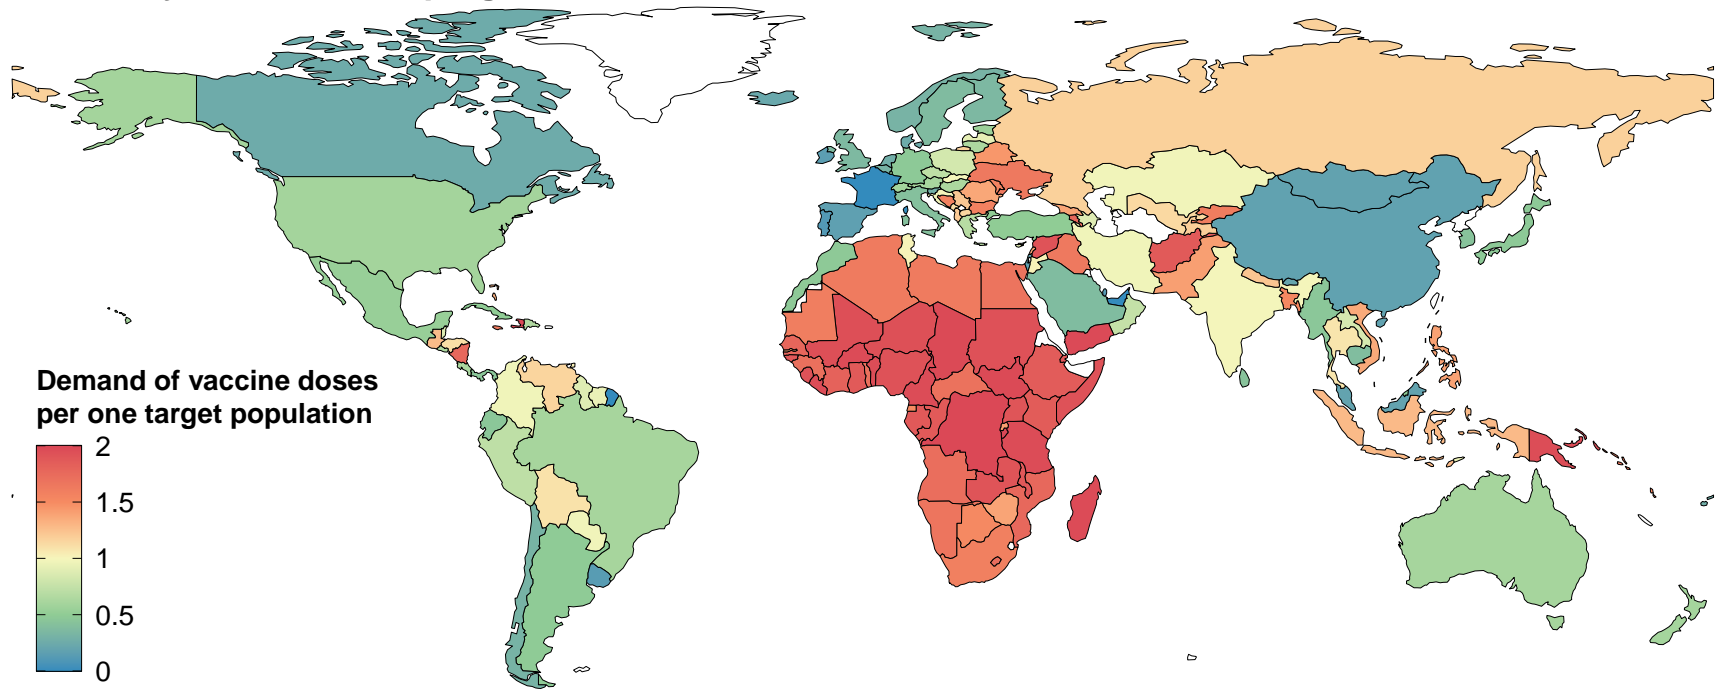 Demand of vaccine doses
per one target population
2
1.5
1
0.5
0